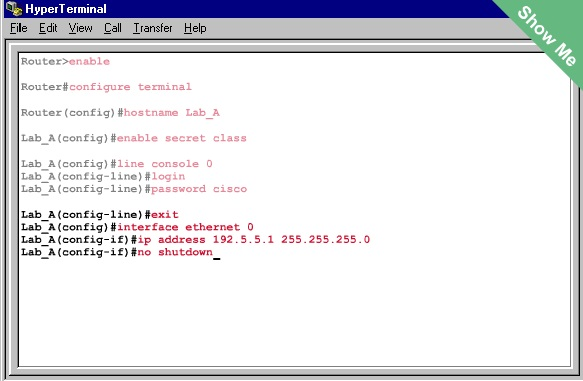 HyperTerminal
File Edit View Call Transfer Help
Show Me
Router>enable
Router#configure terminal
Router(config)#hostname Lab_A
Lab_A(config)#enable secret class
Lab_A(config)#line console 0
Lab_A(config-line)#login
Lab_A(config-line)#password cisco
Lab_A(config-line)#exit
Lab_A(config)#interface ethernet 0
Lab_A(config-if)#ip address 192.5.5.1 255.255.255.0
Lab_A(config-if)#no shutdown_